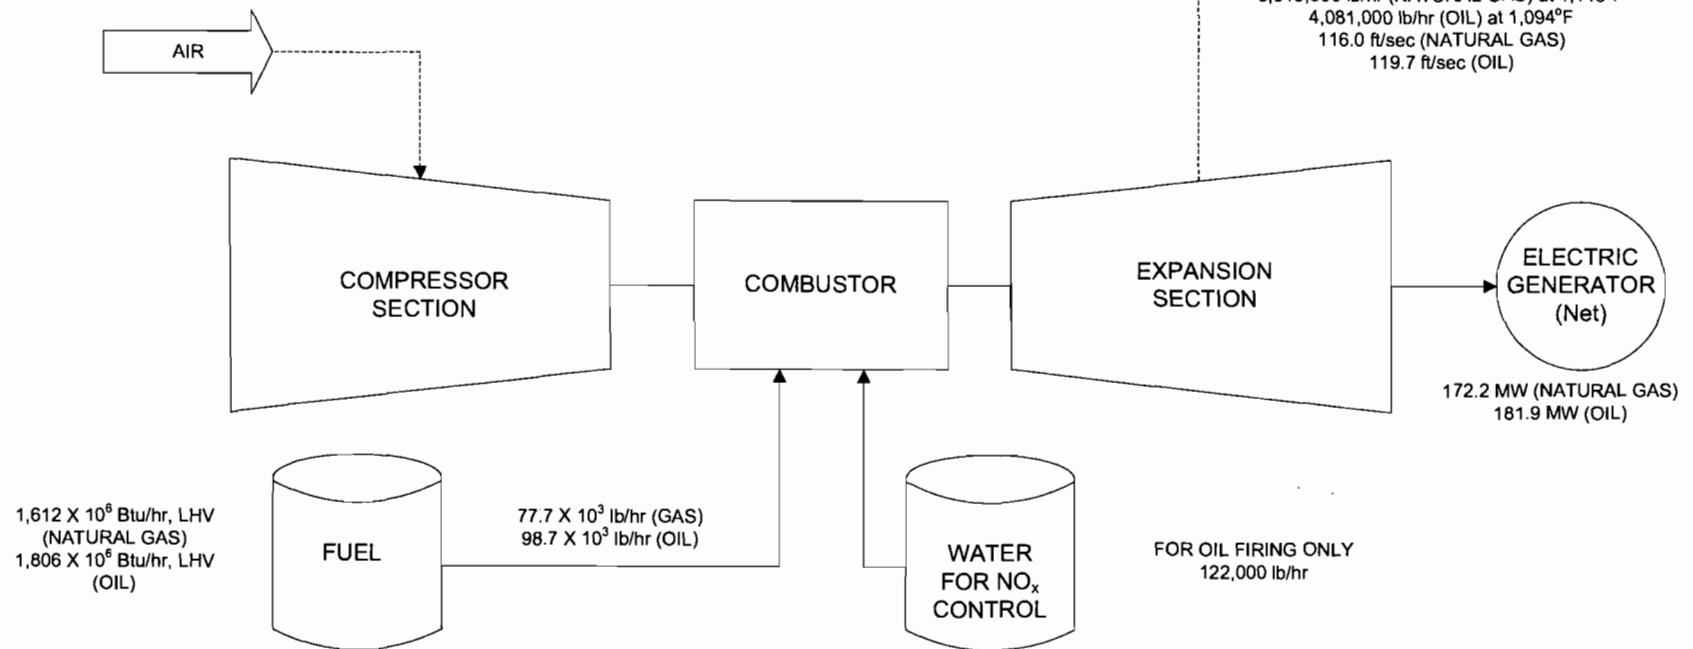 4,081,000 lb/hr (OIL) at 1,094°F
116.0 ft/sec (NATURAL GAS)
119.7 ft/sec (OIL)
AIR
COMPRESSOR
SECTION
COMBUSTOR
EXPANSION
SECTION
ELECTRIC
GENERATOR
(Net)
172.2 MW (NATURAL GAS)
181.9 MW (OIL)
1,612 X 10⁶ Btu/hr, LHV
(NATURAL GAS)
1,806 X 10⁶ Btu/hr, LHV
(OIL)
FUEL
77.7 X 10³ lb/hr (GAS)
98.7 X 10³ lb/hr (OIL)
WATER
FOR NOₓ
CONTROL
FOR OIL FIRING ONLY
122,000 lb/hr